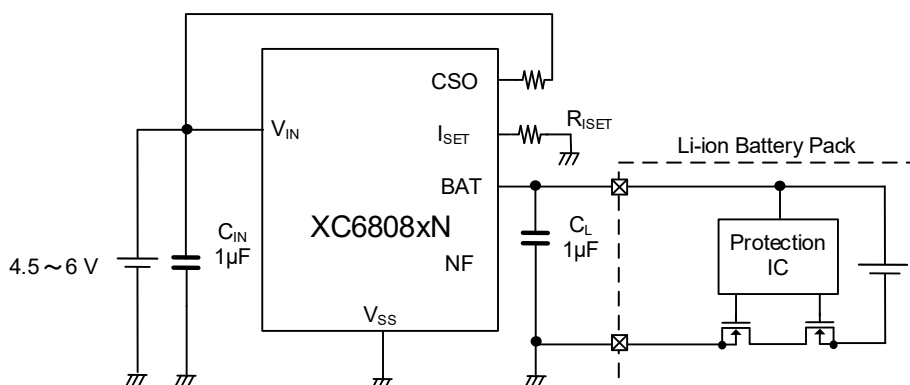 CSO
V_IN
I_SET
R_ISET
Li-ion Battery Pack
BAT
XC6808xN
C_IN
1µF
C_L
1µF
Protection
IC
4.5～6 V
NF
V_SS